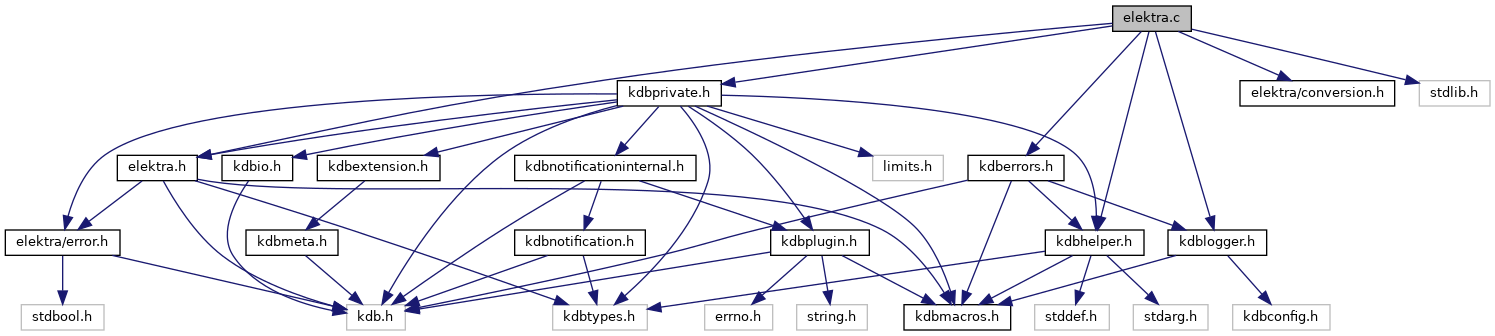 elektra.c
kdbprivate.h
elektra/conversion.h
stdlib.h
elektra.h
kdbio.h
kdbextension.h
kdbnotificationinternal.h
limits.h
kdberrors.h
elektra/error.h
kdbmeta.h
kdbnotification.h
kdbplugin.h
kdbhelper.h
kdblogger.h
stdbool.h
kdb.h
kdbtypes.h
errno.h
string.h
kdbmacros.h
stddef.h
stdarg.h
kdbconfig.h